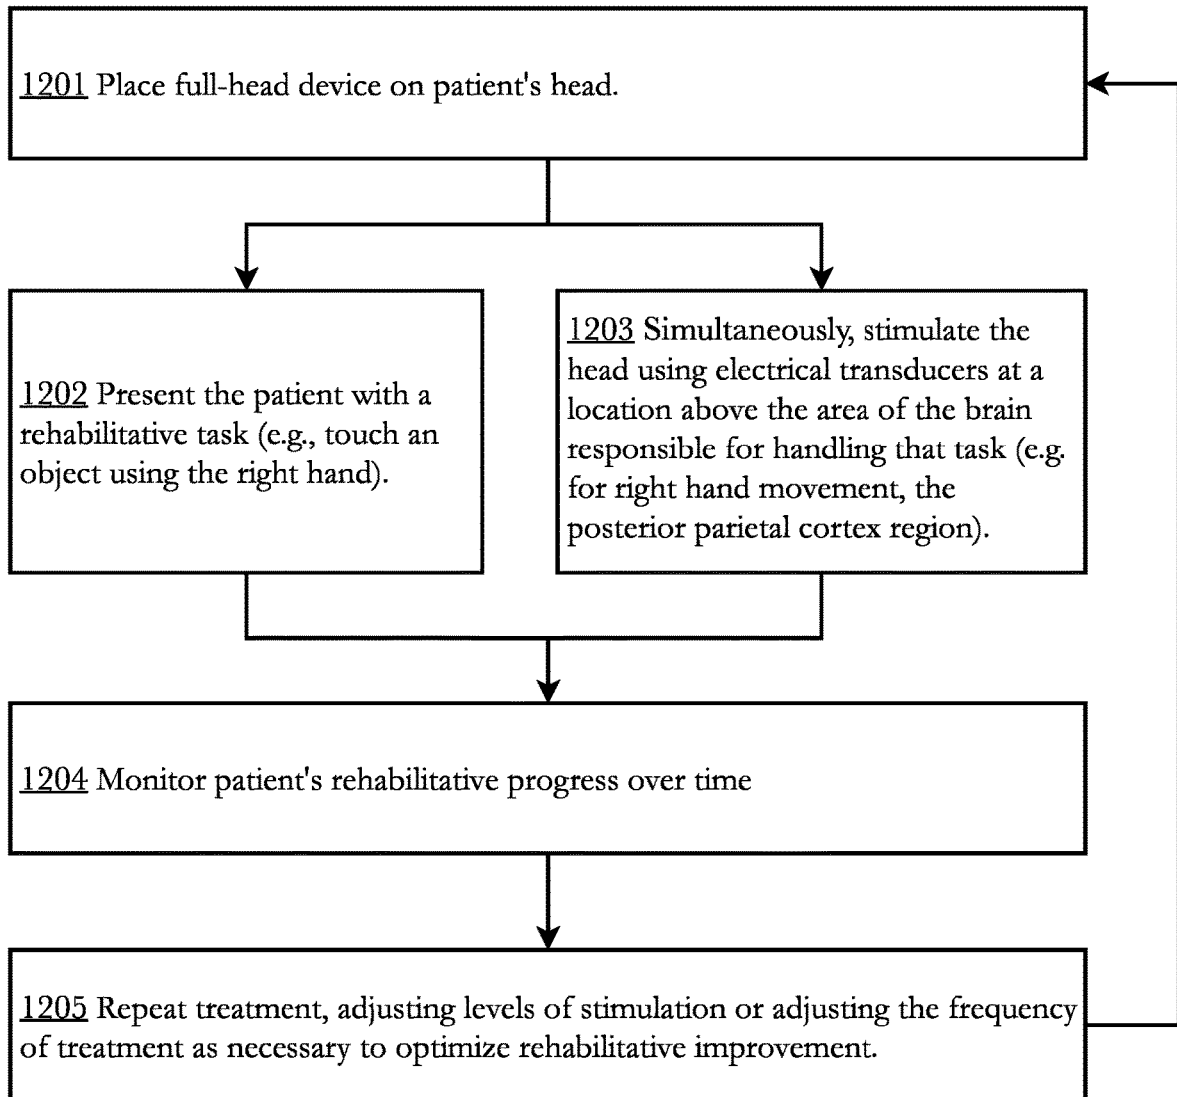 1201 Place full-head device on patient's head.
1202 Present the patient with a
rehabilitative task (e.g., touch an
object using the right hand).
1203 Simultaneously, stimulate the
head using electrical transducers at a
location above the area of the brain
responsible for handling that task (e.g.
for right hand movement, the
posterior parietal cortex region).
1204 Monitor patient's rehabilitative progress over time
1205 Repeat treatment, adjusting levels of stimulation or adjusting the frequency
of treatment as necessary to optimize rehabilitative improvement.